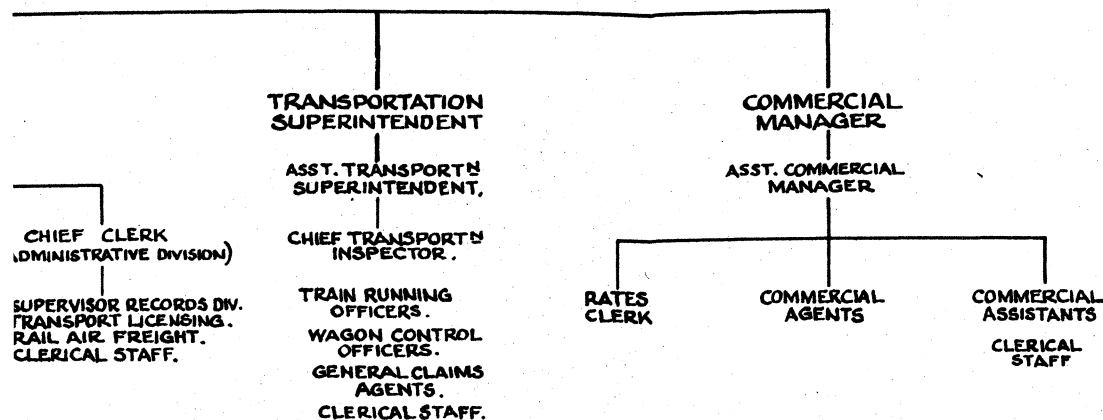 TRANSPORTATION
SUPERINTENDENT
ASST. TRANSPORTN
SUPERINTENDENT.
CHIEF TRANSPORTN
INSPECTOR.
TRAIN RUNNING
OFFICERS.
WAGON CONTROL
OFFICERS.
GENERAL CLAIMS
AGENTS.
CLERICAL STAFF.
COMMERCIAL
MANAGER
ASST. COMMERCIAL
MANAGER
RATES
CLERK
COMMERCIAL
AGENTS
COMMERCIAL
ASSISTANTS
CLERICAL
STAFF
CHIEF CLERK
ADMINISTRATIVE DIVISION)
SUPERVISOR RECORDS DIV.
TRANSPORT LICENSING.
RAIL AIR FREIGHT.
CLERICAL STAFF.